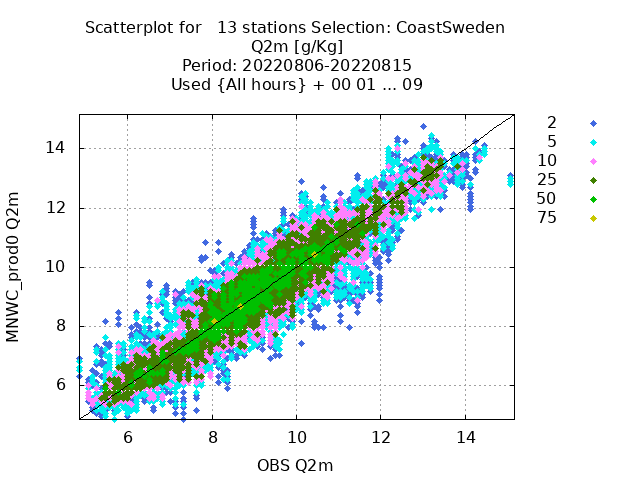 Scatterplot for   13 stations Selection: CoastSweden
Q2m [g/Kg]
Period: 20220806-20220815
Used {All hours} + 00 01 ... 09
2
5
10
25
50
75
14
12
10
8
6
MNWC_prod0 Q2m
6 8 10 12 14
OBS Q2m